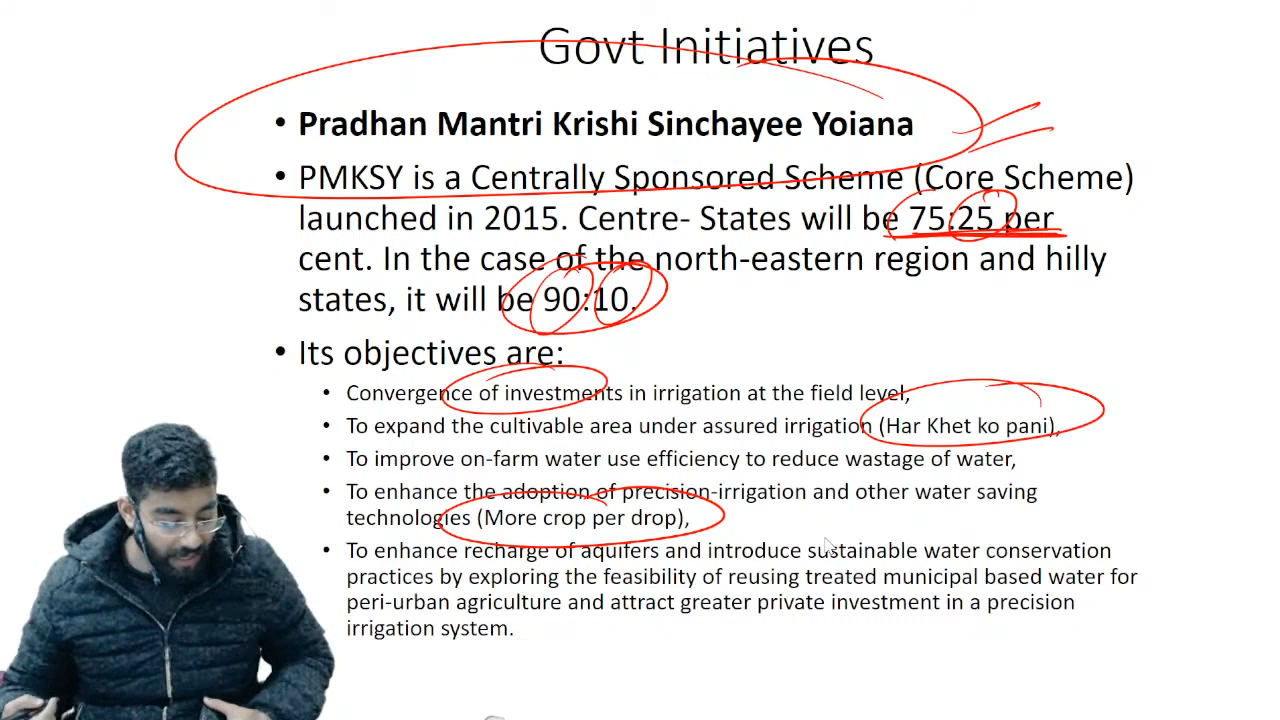 Govt Initiatives
• Pradhan Mantri Krishi Sinchayee Yojana
• PMKSY is a Centrally Sponsored Scheme (Core Scheme)
launched in 2015. Centre- States will be 75:25 per
cent. In the case of the north-eastern region and hilly
states, it will be 90:10.
• Its objectives are:
• Convergence of investments in irrigation at the field level,
• To expand the cultivable area under assured irrigation (Har Khet ko pani),
• To improve on-farm water use efficiency to reduce wastage of water,
• To enhance the adoption of precision-irrigation and other water saving
technologies (More crop per drop),
• To enhance recharge of aquifers and introduce sustainable water conservation
practices by exploring the feasibility of reusing treated municipal based water for
peri-urban agriculture and attract greater private investment in a precision
irrigation system.